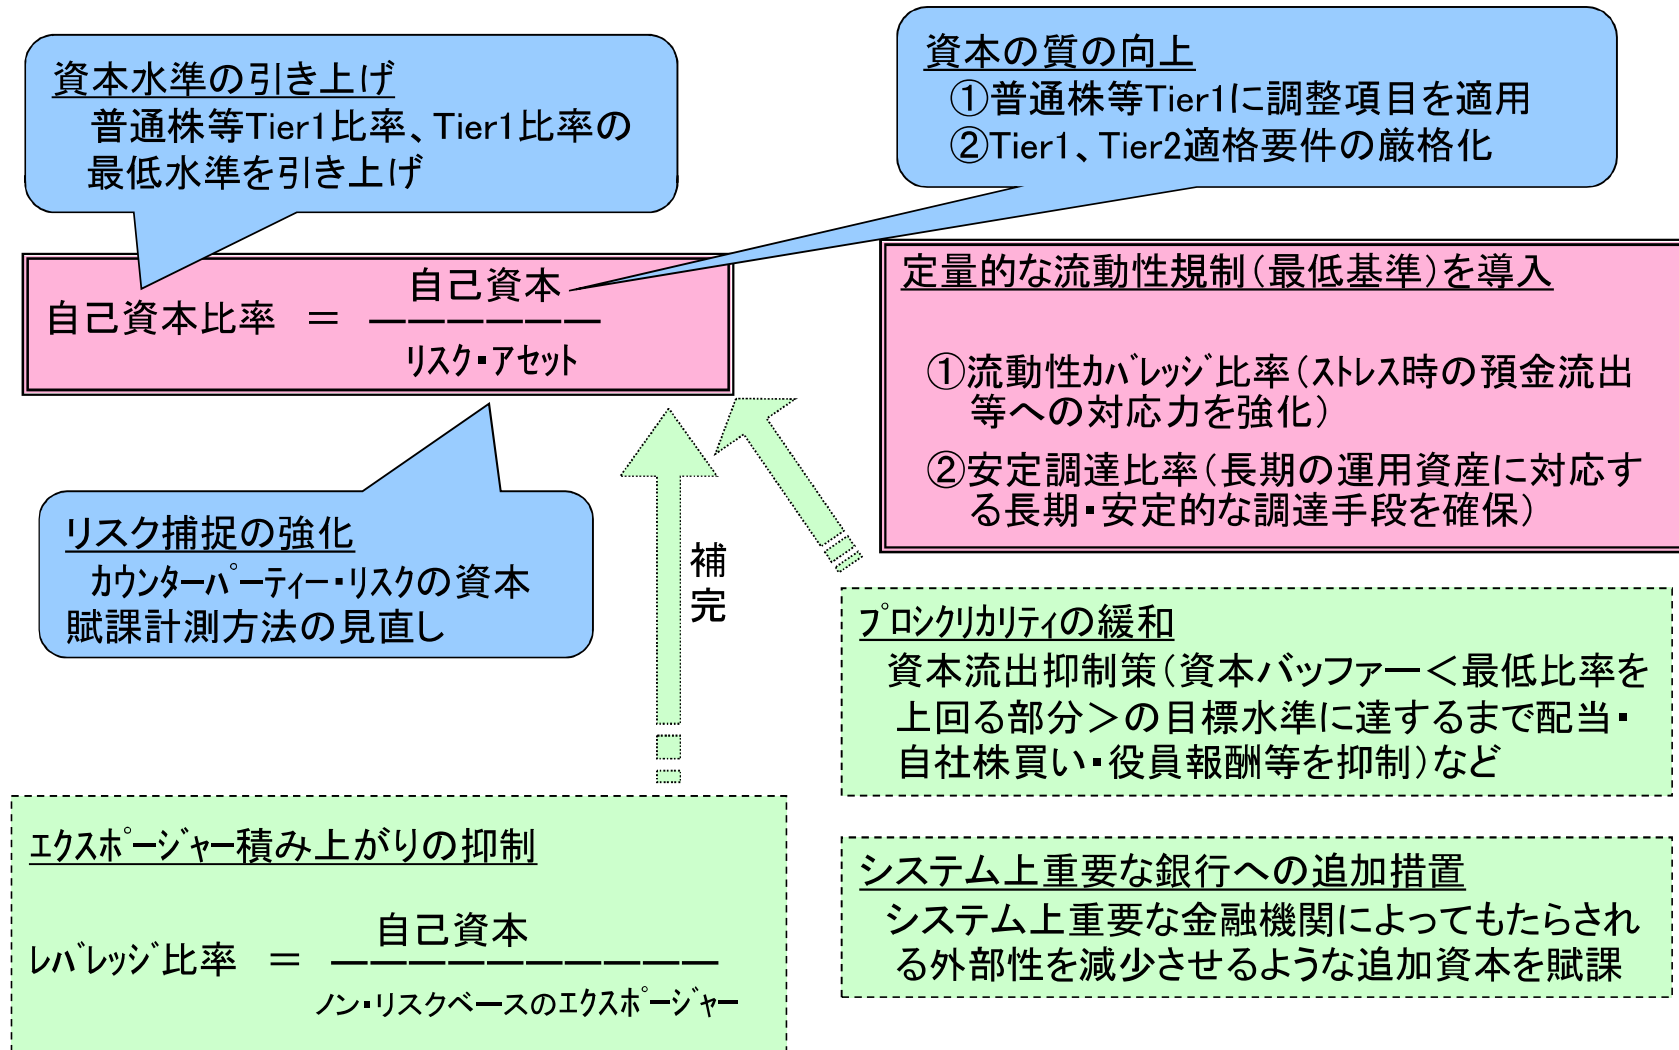 資本水準の引き上げ
普通株等Tier1比率、Tier1比率の
最低水準を引き上げ
資本の質の向上
①普通株等Tier1に調整項目を適用
②Tier1、Tier2適格要件の厳格化
自己資本
自己資本比率 ＝ ――――――
リスク・アセット
定量的な流動性規制（最低基準）を導入
①流動性ｶﾊﾞﾚｯｼﾞ比率（ｽﾄﾚｽ時の預金流出
等への対応力を強化）
②安定調達比率（長期の運用資産に対応す
る長期・安定的な調達手段を確保）
リスク捕捉の強化
カウンターパーティー・リスクの資本
賦課計測方法の見直し
補
完
ﾌﾟﾛｼｸﾘｶﾘﾃｨの緩和
資本流出抑制策（資本バッファー＜最低比率を
上回る部分＞の目標水準に達するまで配当・
自社株買い・役員報酬等を抑制）など
ｴｸｽﾎﾟｰｼﾞｬｰ積み上がりの抑制
自己資本
ﾚﾊﾞﾚｯｼﾞ比率 ＝ ――――――――――
ノン・リスクベースのｴｸｽﾎﾟｰｼﾞｬｰ
システム上重要な銀行への追加措置
システム上重要な金融機関によってもたらされ
る外部性を減少させるような追加資本を賦課